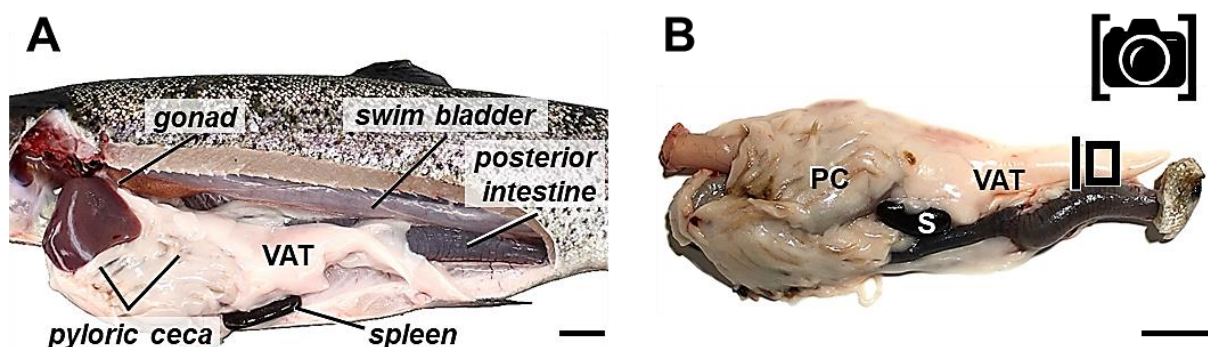 A
gonad
swim bladder
posterior
intestine
VAT
pyloric ceca
spleen
B
PC
VAT
S